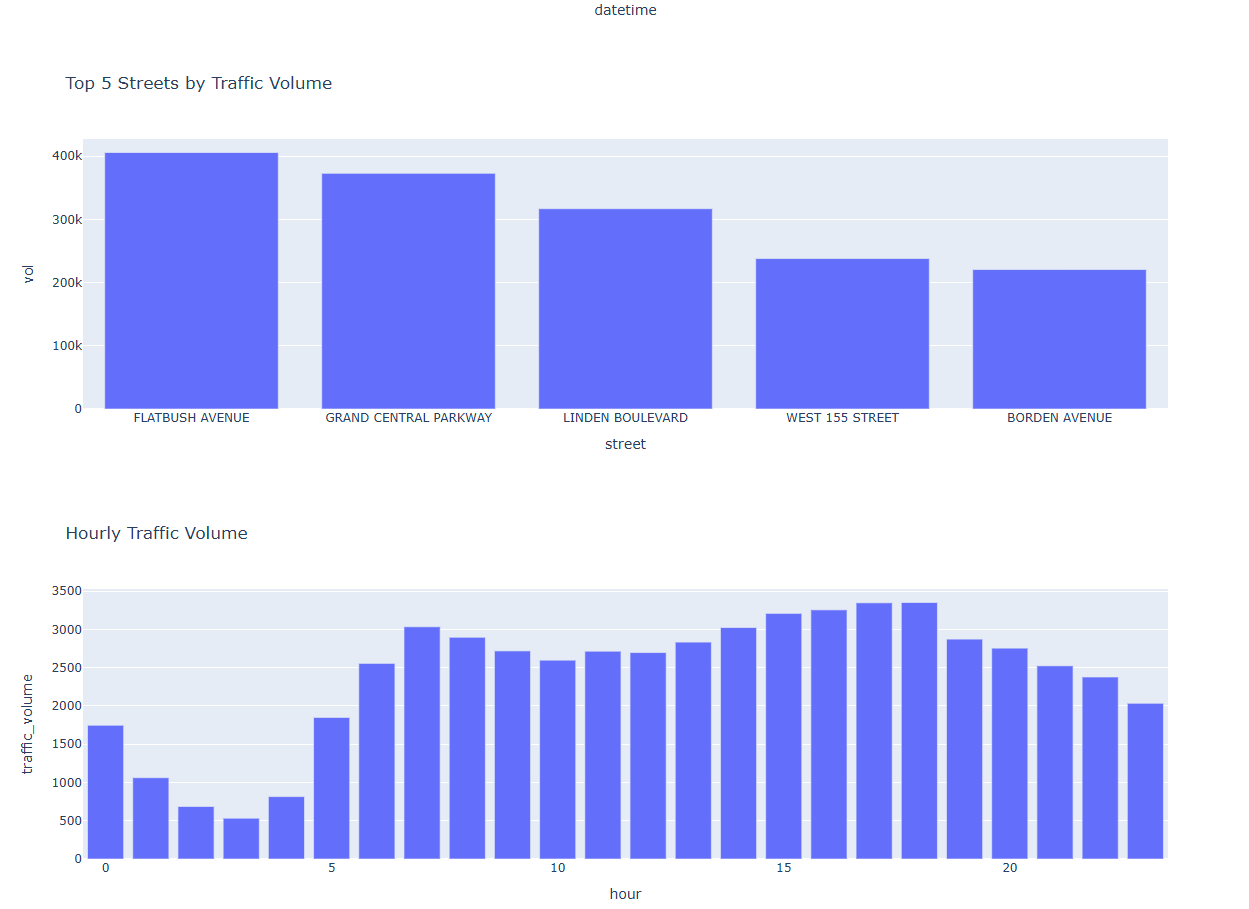 datetime
Top 5 Streets by Traffic Volume
400k
300k
200k
100k
0
vol
FLATBUSH AVENUE GRAND CENTRAL PARKWAY LINDEN BOULEVARD WEST 155 STREET BORDEN AVENUE
street
Hourly Traffic Volume
3500
3000
2500
2000
1500
1000
500
0
traffic_volume
0 5 10 15 20
hour